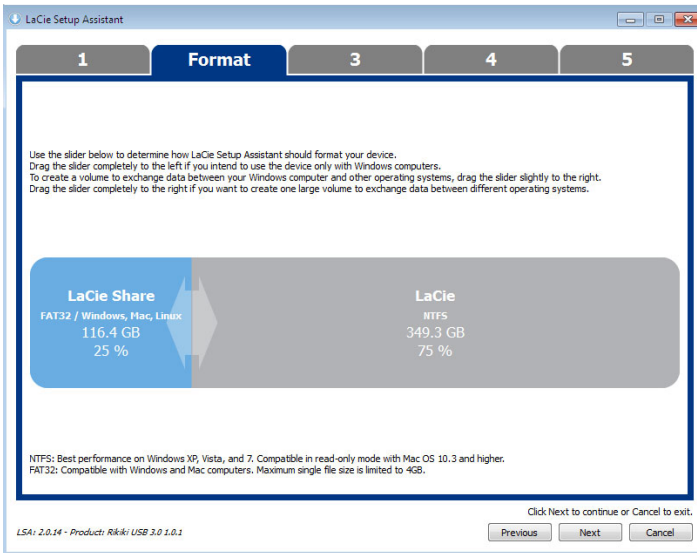 LaCie Setup Assistant
1
Format
3
4
5
Use the slider below to determine how LaCie Setup Assistant should format your device.
Drag the slider completely to the left if you intend to use the device only with Windows computers.
To create a volume to exchange data between your Windows computer and other operating systems, drag the slider slightly to the right.
Drag the slider completely to the right if you want to create one large volume to exchange data between different operating systems.
LaCie Share
FAT32 / Windows, Mac, Linux
116.4 GB
25 %
LaCie
NTFS
349.3 GB
75 %
NTFS: Best performance on Windows XP, Vista, and 7. Compatible in read-only mode with Mac OS 10.3 and higher.
FAT32: Compatible with Windows and Mac computers. Maximum single file size is limited to 4GB.
Click Next to continue or Cancel to exit.
LSA: 2.0.14 - Product: Rikiki USB 3.0 1.0.1
Previous
Next
Cancel